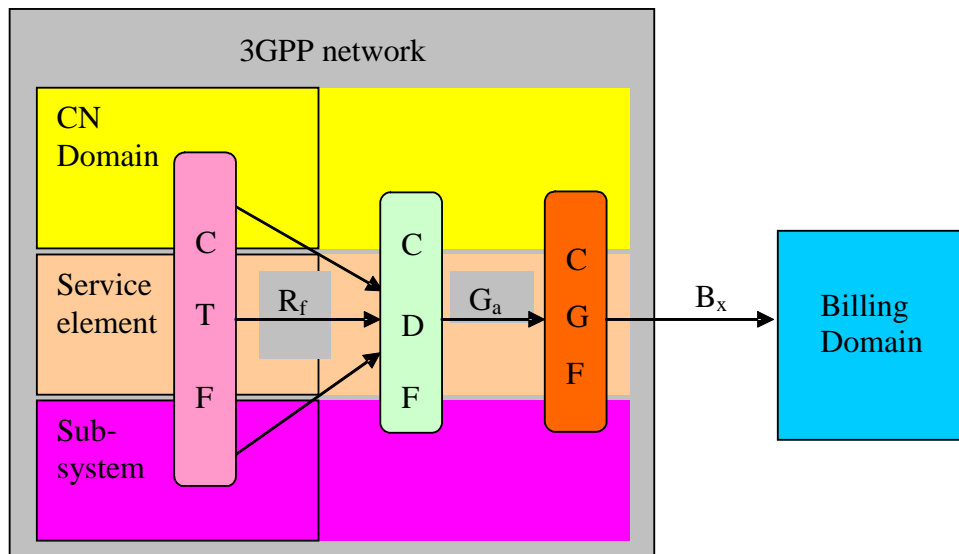 3GPP network
CN
Domain
C
T
F
Service
element
Rf
C
D
F
Ga
C
G
F
Bx
Billing
Domain
Sub-
system